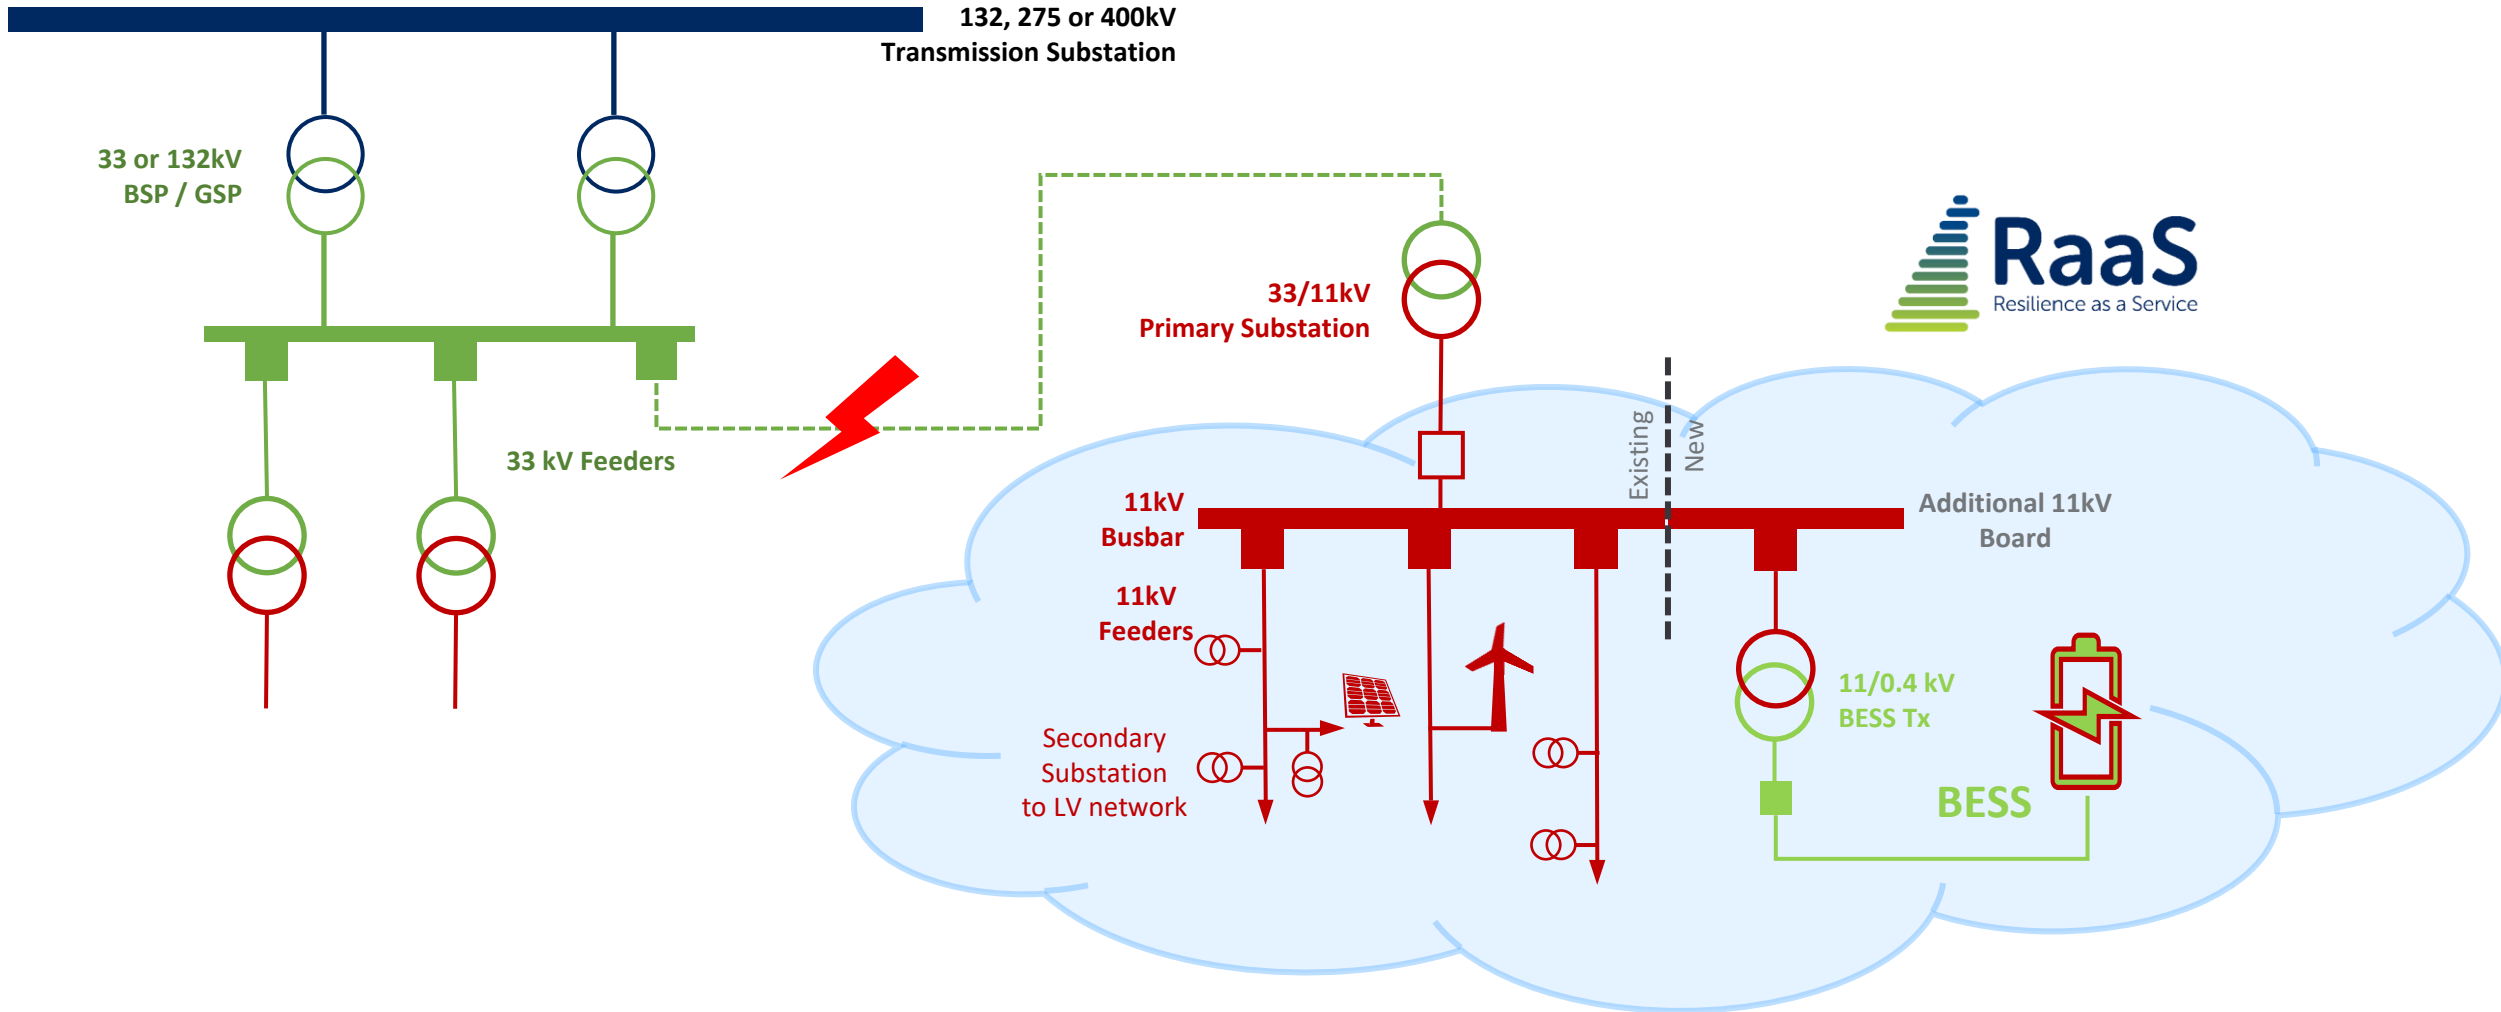 132, 275 or 400kV
Transmission Substation
33 or 132kV
BSP / GSP
33 kV Feeders
33/11kV
Primary Substation
RaaS
Resilience as a Service
Existing
New
11kV
Busbar
Additional 11kV
Board
11kV
Feeders
11/0.4 kV
BESS Tx
Secondary
Substation
to LV network
BESS